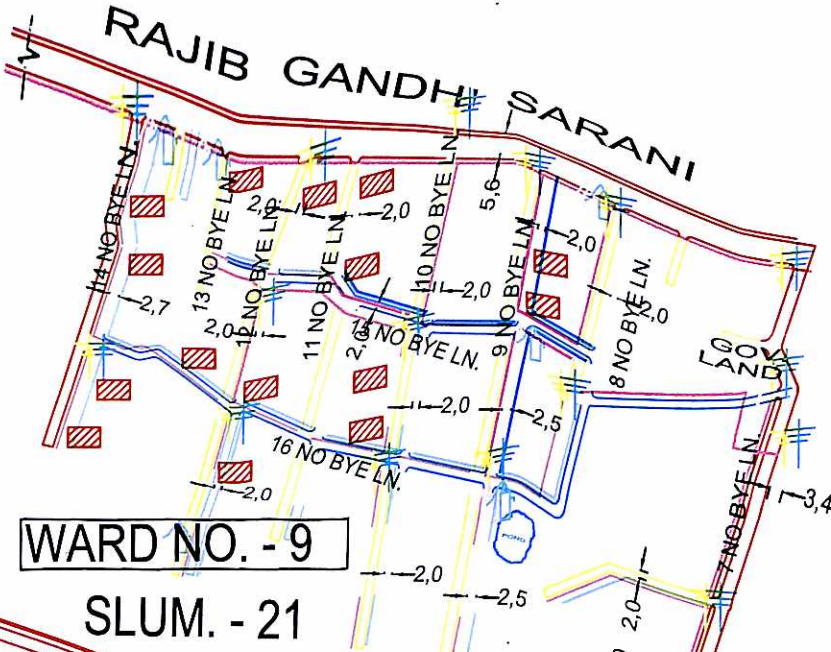 RAJIB GANDHI SARANI
14 NO BYE LN.
13 NO BYE LN
12 NO BYE LN
11 NO BYE LN
10 NO BYE LN
9 NO BYE LN
8 NO BYE LN.
7 NO BYE LN.
15 NO BYE LN.
16 NO BYE LN.
2,0
2,0
5,6
2,0
2,7
2,0
2,0
2,0
2,0
2,5
2,0
3,4
2,0
2,5
2,0
GOV
LAND
POND
WARD NO. - 9
SLUM. - 21